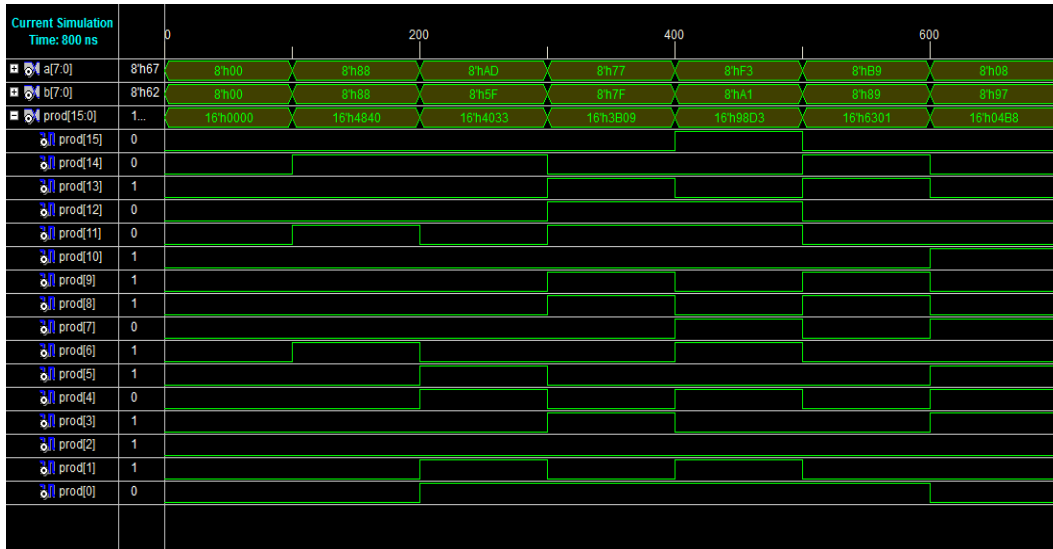 Current Simulation
Time: 800 ns
0 200 400 600
a[7:0] 8'h67 8'h00 8'h88 8'hAD 8'h77 8'hF3 8'hB9 8'h08
b[7:0] 8'h62 8'h00 8'h88 8'h5F 8'h7F 8'hA1 8'h89 8'h97
prod[15:0] 1... 16'h0000 16'h4840 16'h4033 16'h3B09 16'h98D3 16'h6301 16'h04B8
prod[15] 0
prod[14] 0
prod[13] 1
prod[12] 0
prod[11] 0
prod[10] 1
prod[9] 1
prod[8] 1
prod[7] 0
prod[6] 1
prod[5] 1
prod[4] 0
prod[3] 1
prod[2] 1
prod[1] 1
prod[0] 0